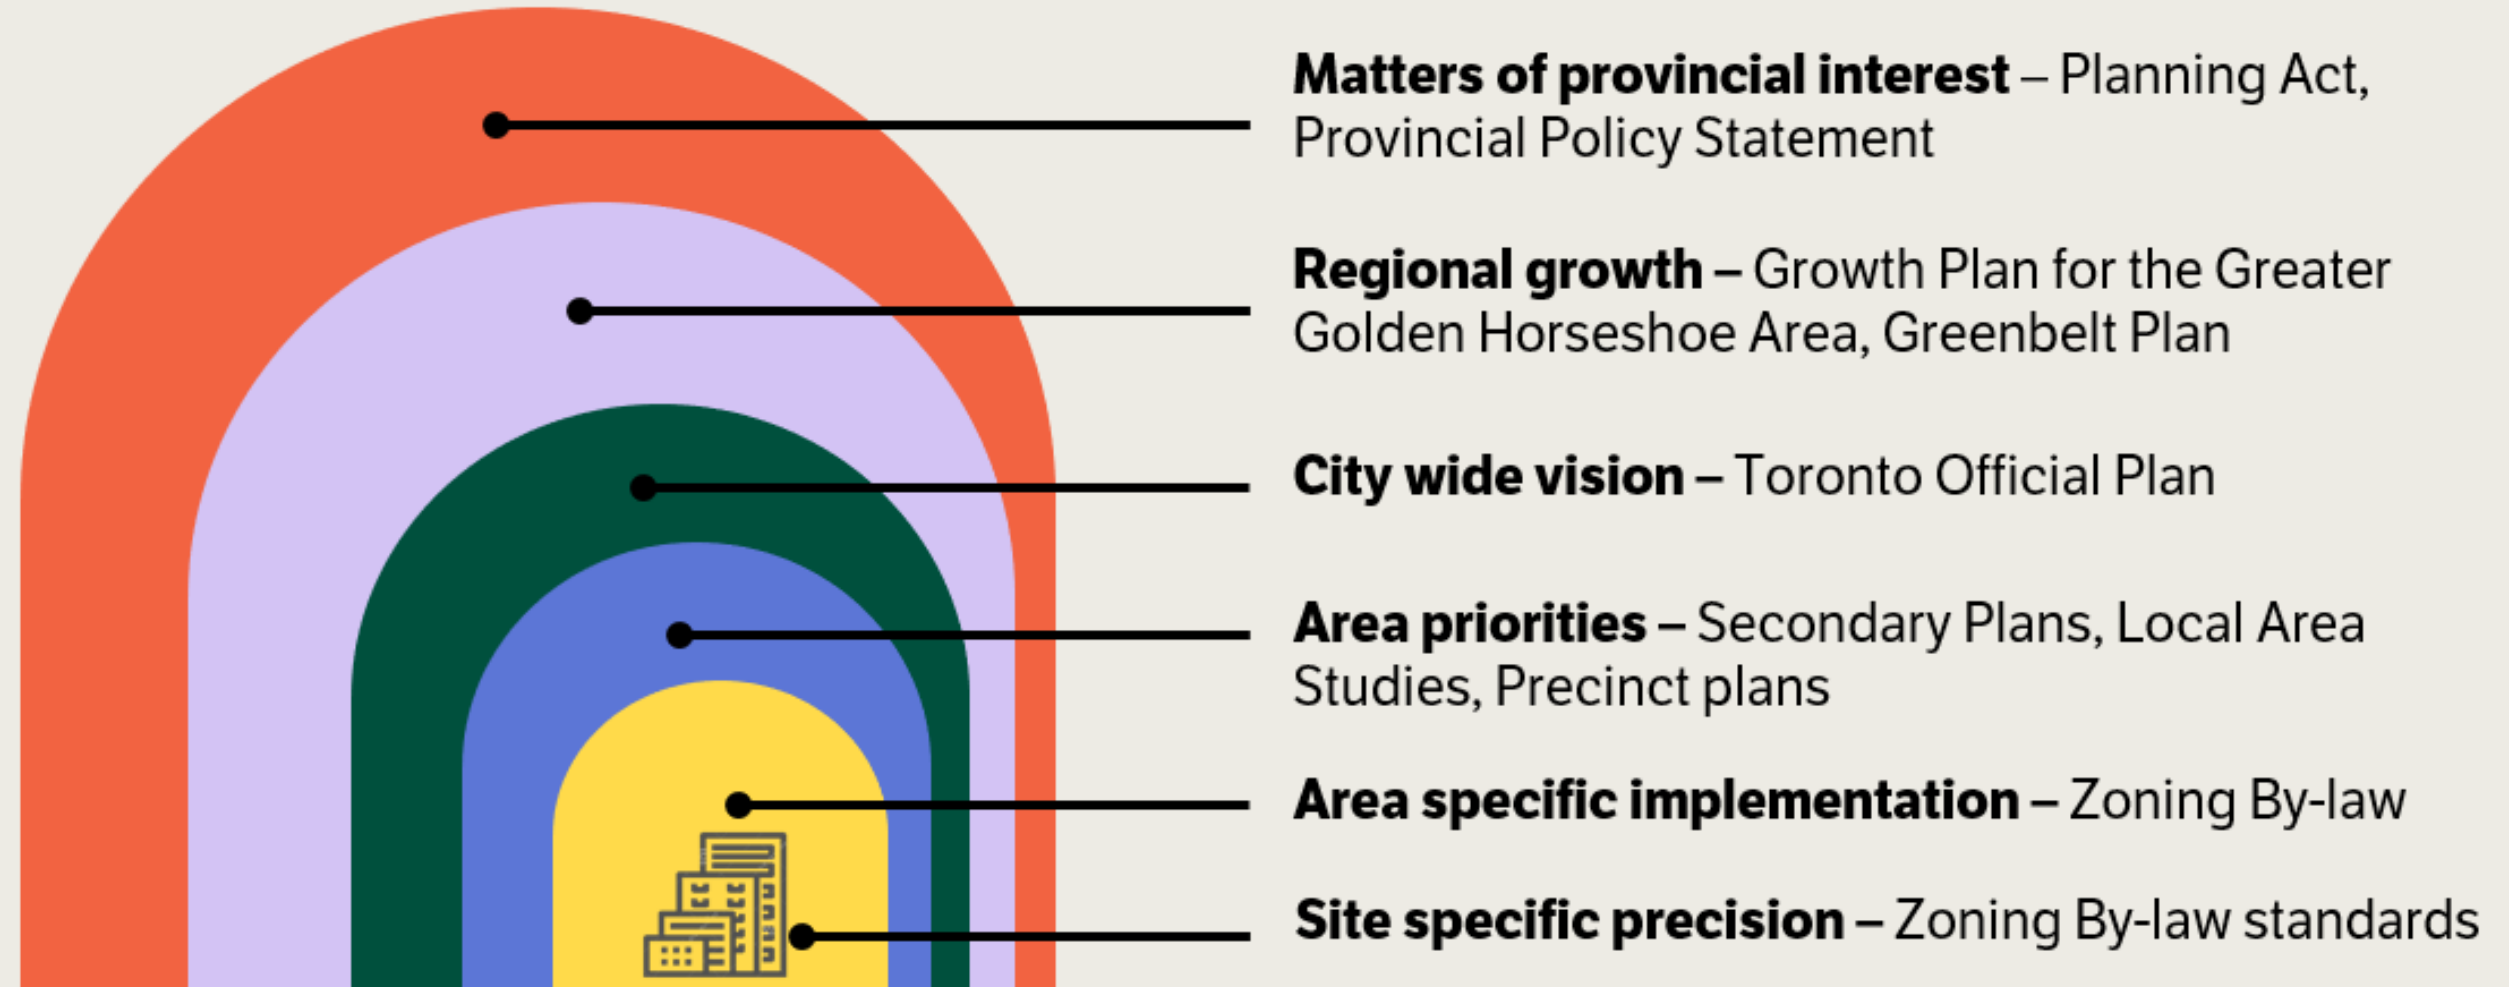 Matters of provincial interest – Planning Act,
Provincial Policy Statement
Regional growth – Growth Plan for the Greater
Golden Horseshoe Area, Greenbelt Plan
City wide vision – Toronto Official Plan
Area priorities – Secondary Plans, Local Area
Studies, Precinct plans
Area specific implementation – Zoning By-law
Site specific precision – Zoning By-law standards